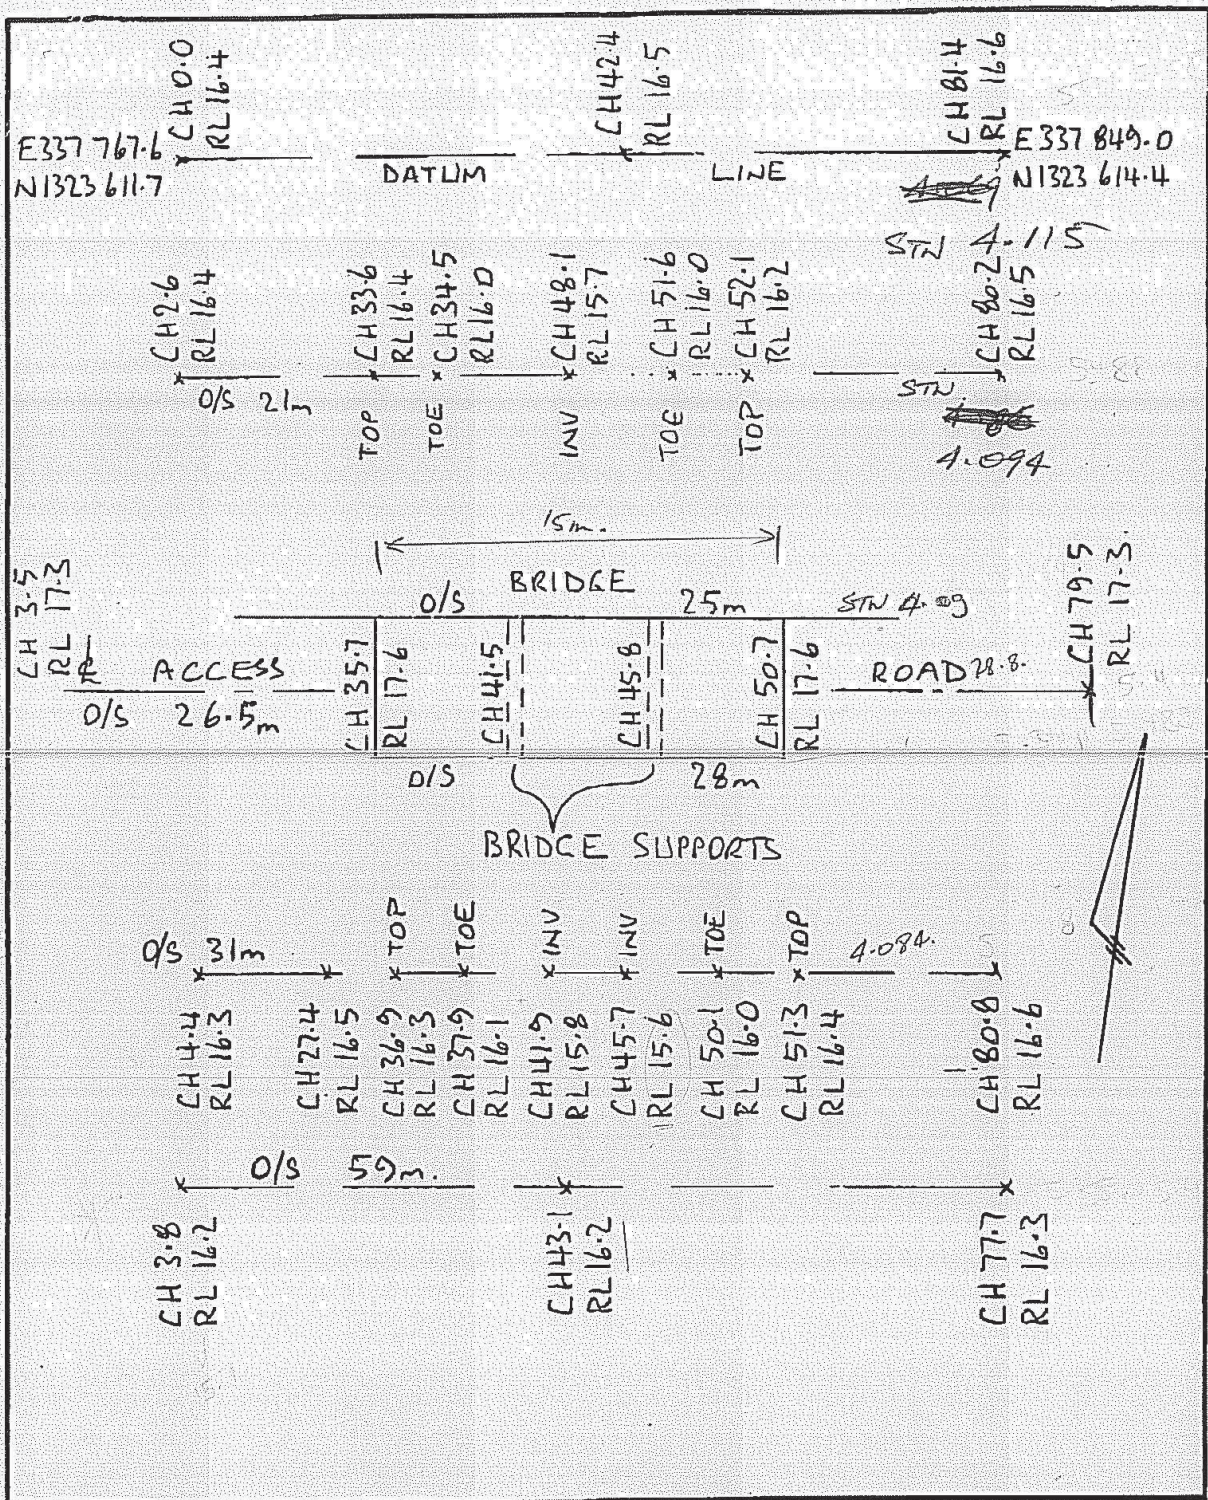 CH 0.0
RL 16.4
CH 42.4
RL 16.5
CH 81.4
RL 16.6
E337 767.6
N1323 611.7
DATUM
LINE
E337 849.0
N1323 614.4
STN 4.115
CH 2.6
RL 16.4
CH 33.6
RL 16.4
CH 34.5
RL 16.0
CH 48.1
RL 15.7
CH 51.6
RL 16.0
CH 52.1
RL 16.2
CH 80.2
RL 16.5
O/S 21m
TOP
TOE
INV
TOE
TOP
STN.
4.094
15m.
CH 3.5
RL 17.3
BRIDGE
O/S
25m
STN 4.09
CH 79.5
RL 17.3.
℄ ACCESS
O/S 26.5m
CH 35.7
RL 17.6
CH 41.5
CH 45.8
CH 50.7
RL 17.6
ROAD 28.8.
O/S
28m
BRIDGE SUPPORTS
O/S 31m
TOP
TOE
INV
INV
TOE
TOP
4.084.
CH 4.4
RL 16.3
CH 27.4
RL 16.5
CH 36.9
RL 16.3
CH 37.9
RL 16.1
CH 41.9
RL 15.8
CH 45.7
RL 15.6
CH 50.1
RL 16.0
CH 51.3
RL 16.4
CH 80.8
RL 16.6
O/S 59m.
CH 3.8
RL 16.2
CH 43.1
RL 16.2
CH 77.7
RL 16.3